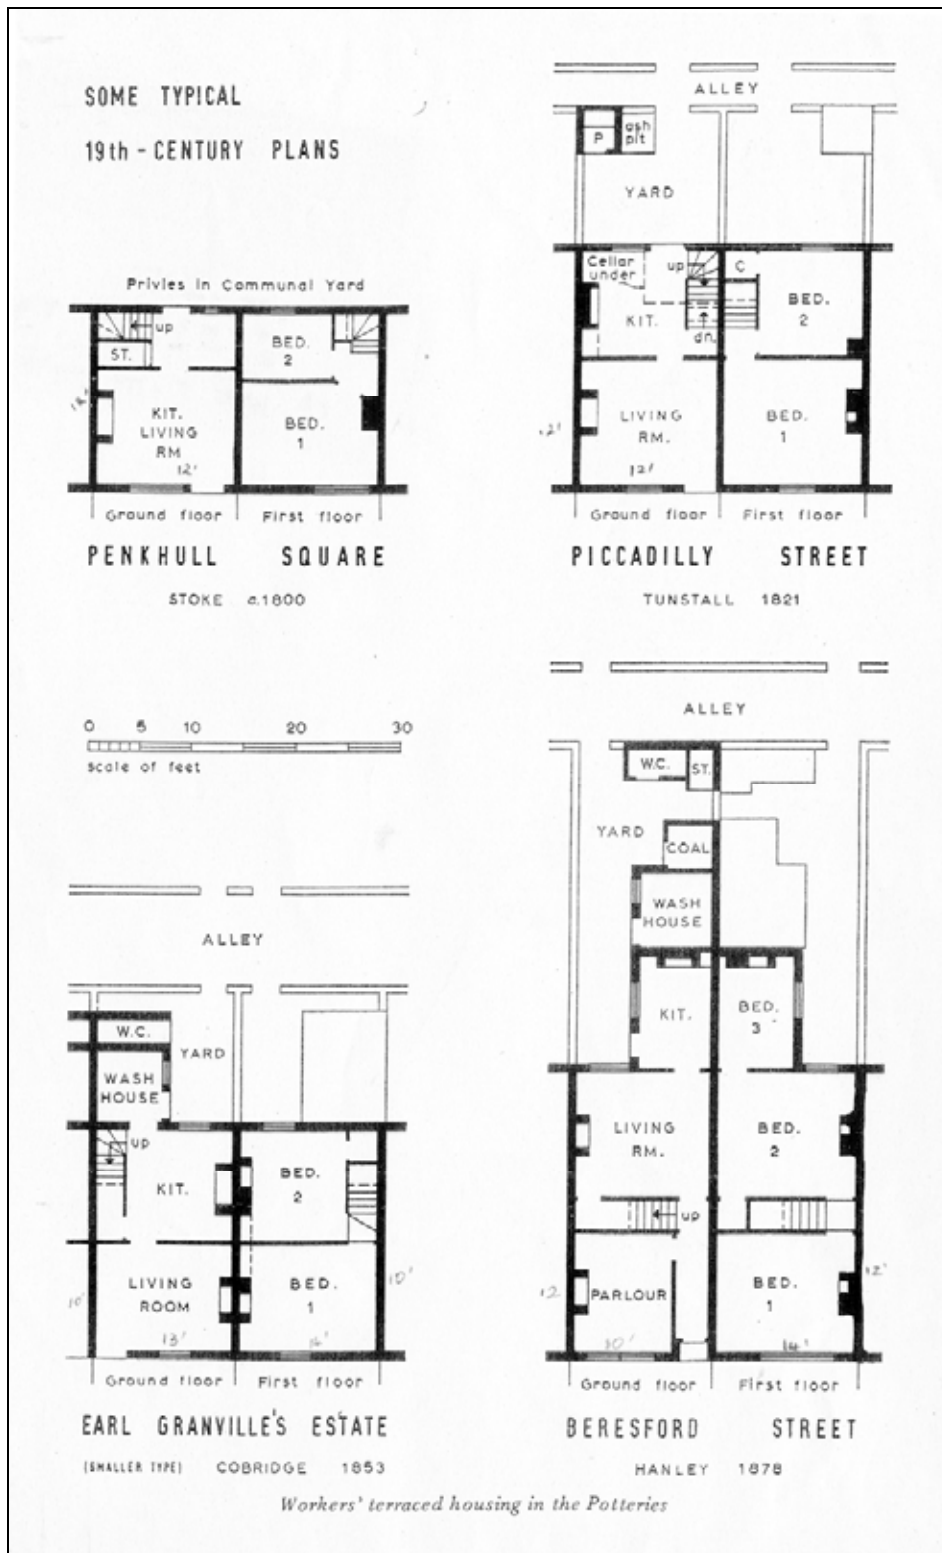 SOME TYPICAL
19th-CENTURY PLANS
Privies in Communal Yard
up
ST.
BED.
2
KIT.
LIVING
RM
12'
BED.
1
Ground floor
First floor
PENKHULL SQUARE
STOKE c.1800
ALLEY
P
ash
pit
YARD
Cellar
under
up
C
BED.
2
KIT.
dn.
LIVING
RM.
BED.
1
12'
12'
Ground floor
First floor
PICCADILLY STREET
TUNSTALL 1821
0 5 10 20 30
scale of feet
ALLEY
W.C.
YARD
WASH
HOUSE
up
KIT.
BED.
2
LIVING
ROOM
BED.
1
10'
10'
13'
14'
Ground floor
First floor
EARL GRANVILLE'S ESTATE
(SMALLER TYPE) COBRIDGE 1853
ALLEY
W.C.
ST.
YARD
COAL
WASH
HOUSE
KIT.
BED.
3
LIVING
RM.
BED.
2
up
PARLOUR
BED.
1
12
12'
10'
14'
Ground floor
First floor
BERESFORD STREET
HANLEY 1878
Workers' terraced housing in the Potteries